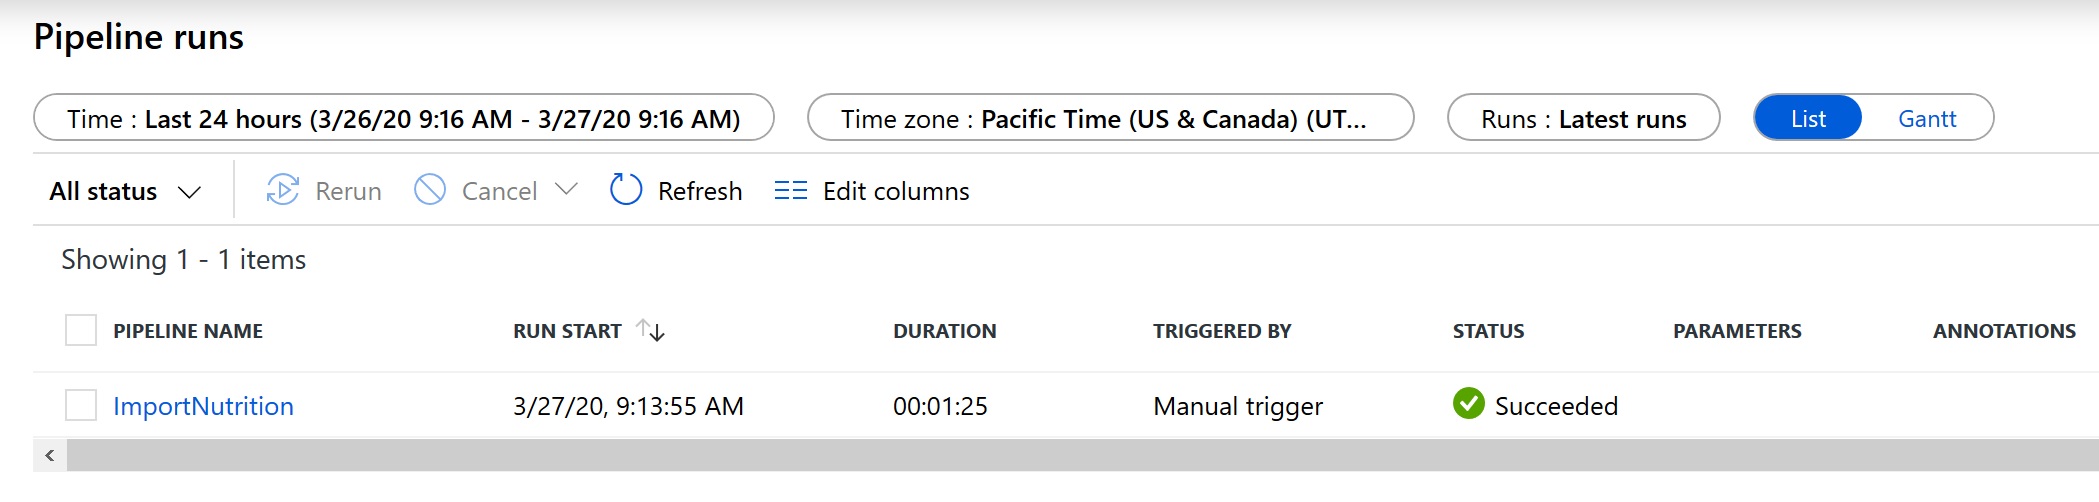 Pipeline runs
Time : Last 24 hours (3/26/20 9:16 AM - 3/27/20 9:16 AM) Time zone : Pacific Time (US & Canada) (UT... Runs : Latest runs List Gantt
All status Rerun Cancel Refresh Edit columns
Showing 1 - 1 items
PIPELINE NAME RUN START DURATION TRIGGERED BY STATUS PARAMETERS ANNOTATIONS
ImportNutrition 3/27/20, 9:13:55 AM 00:01:25 Manual trigger Succeeded